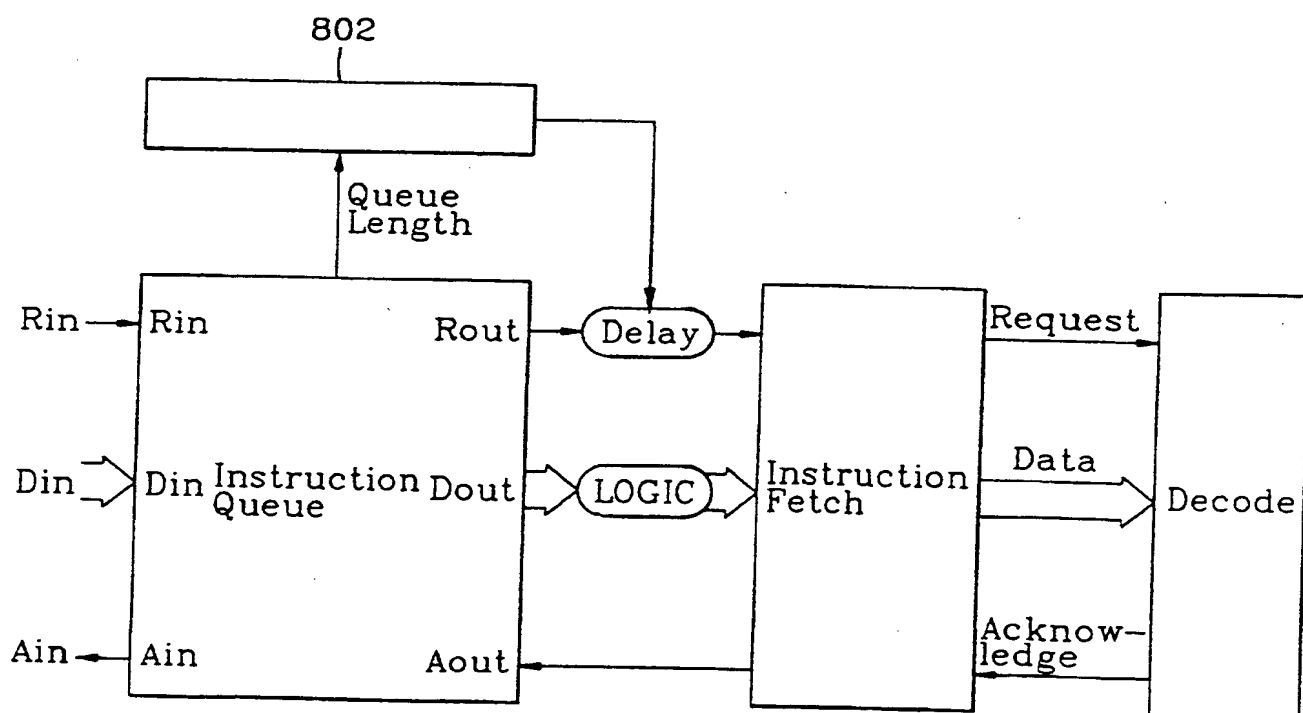 802
Queue
Length
Rin
Rin
Rout
Delay
Request
Din
Din
Instruction
Queue
Dout
LOGIC
Instruction
Fetch
Data
Decode
Ain
Ain
Aout
Acknow-
ledge